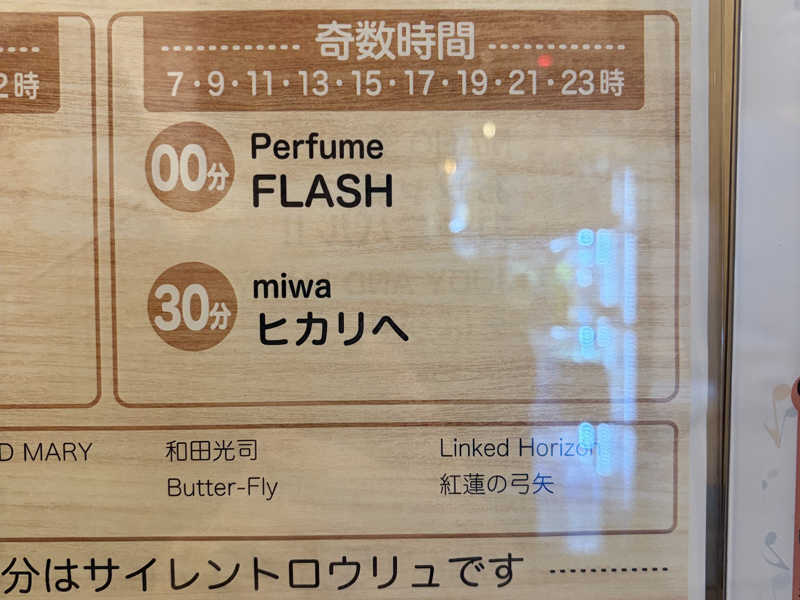 奇数時間
2時
7・9・11・13・15・17・19・21・23時
00分
Perfume
FLASH
30分
miwa
ヒカリへ
D MARY
和田光司
Linked Horizon
Butter-Fly
紅蓮の弓矢
分はサイレントロウリュです